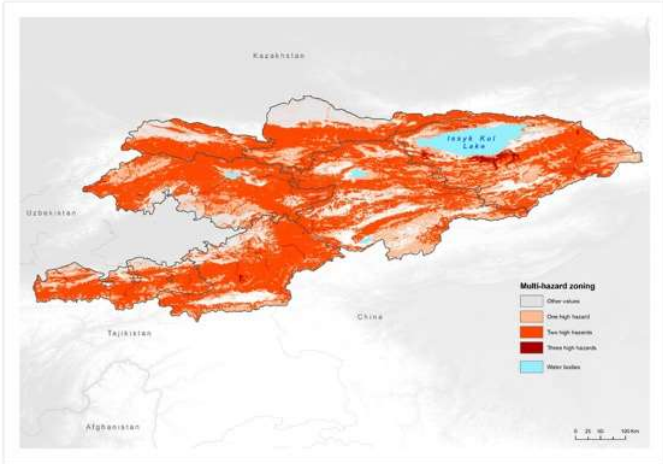 Kazakhstan
Issyk Kul
Lake
Uzbekistan
Tajikistan
China
Afghanistan
Multi-hazard zoning
Other values
One high hazard
Two high hazards
Three high hazards
Water bodies
0 25 50 100 Km